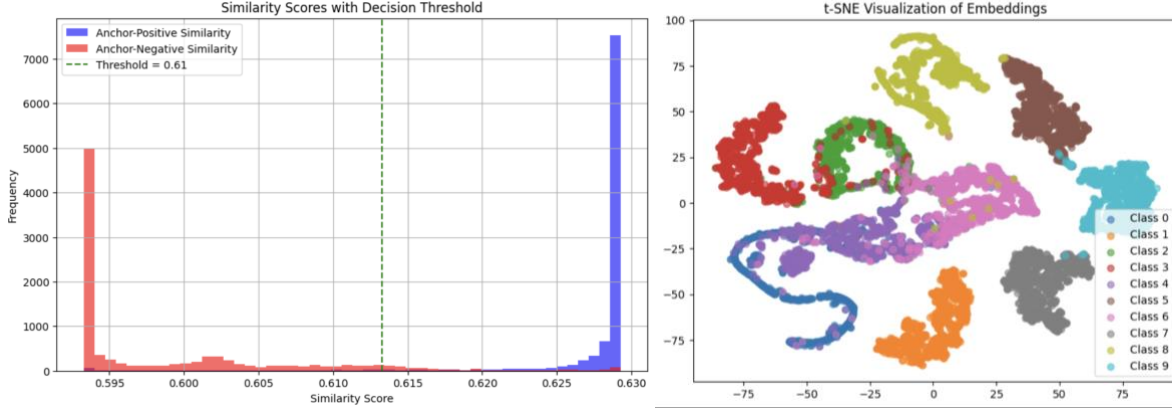 Similarity Scores with Decision Threshold
Anchor-Positive Similarity
Anchor-Negative Similarity
Threshold = 0.61
7000
6000
5000
4000
3000
2000
1000
0
Frequency
0.595
0.600
0.605
0.610
0.615
0.620
0.625
0.630
Similarity Score
t-SNE Visualization of Embeddings
100
75
50
25
0
−25
−50
−75
−75
−50
−25
0
25
50
75
Class 0
Class 1
Class 2
Class 3
Class 4
Class 5
Class 6
Class 7
Class 8
Class 9